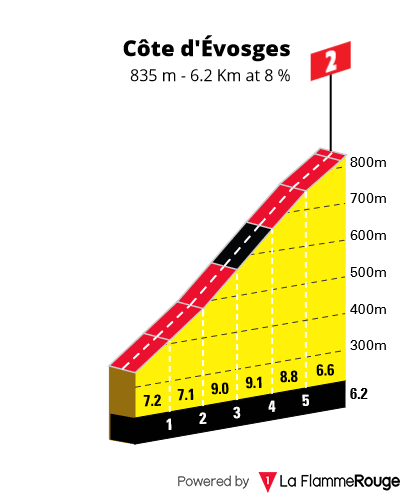 Côte d'Évosges
835 m - 6.2 Km at 8 %
2
800m
700m
600m
500m
400m
300m
7.2 7.1 9.0 9.1 8.8 6.6
1 2 3 4 5 6.2
Powered by 1 La FlammeRouge